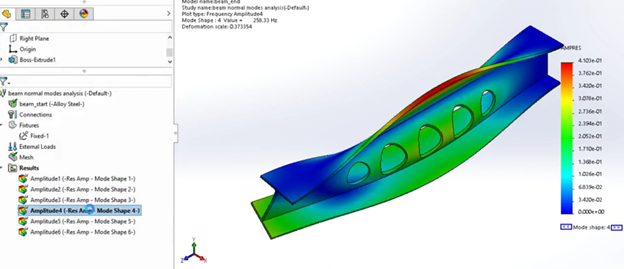 Model name:beam_end
Study name:beam normal modes analysis(-Default-)
Plot type: Frequency Amplitude4
Mode Shape : 4 Value = 258.33 Hz
Deformation scale: 0.373354
Right Plane
Origin
Boss-Extrude1
beam normal modes analysis (-Default-)
beam_start (-Alloy Steel-)
Connections
Fixtures
Fixed-1
External Loads
Mesh
Results
Amplitude1 (-Res Amp - Mode Shape 1-)
Amplitude2 (-Res Amp - Mode Shape 2-)
Amplitude3 (-Res Amp - Mode Shape 3-)
Amplitude4 (-Res Amp - Mode Shape 4-)
Amplitude5 (-Res Amp - Mode Shape 5-)
Amplitude6 (-Res Amp - Mode Shape 6-)
AMPRES
4.103e-01
3.762e-01
3.420e-01
3.078e-01
2.736e-01
2.394e-01
2.052e-01
1.710e-01
1.368e-01
1.026e-01
6.839e-02
3.420e-02
0.000e+00
Mode shape: 4